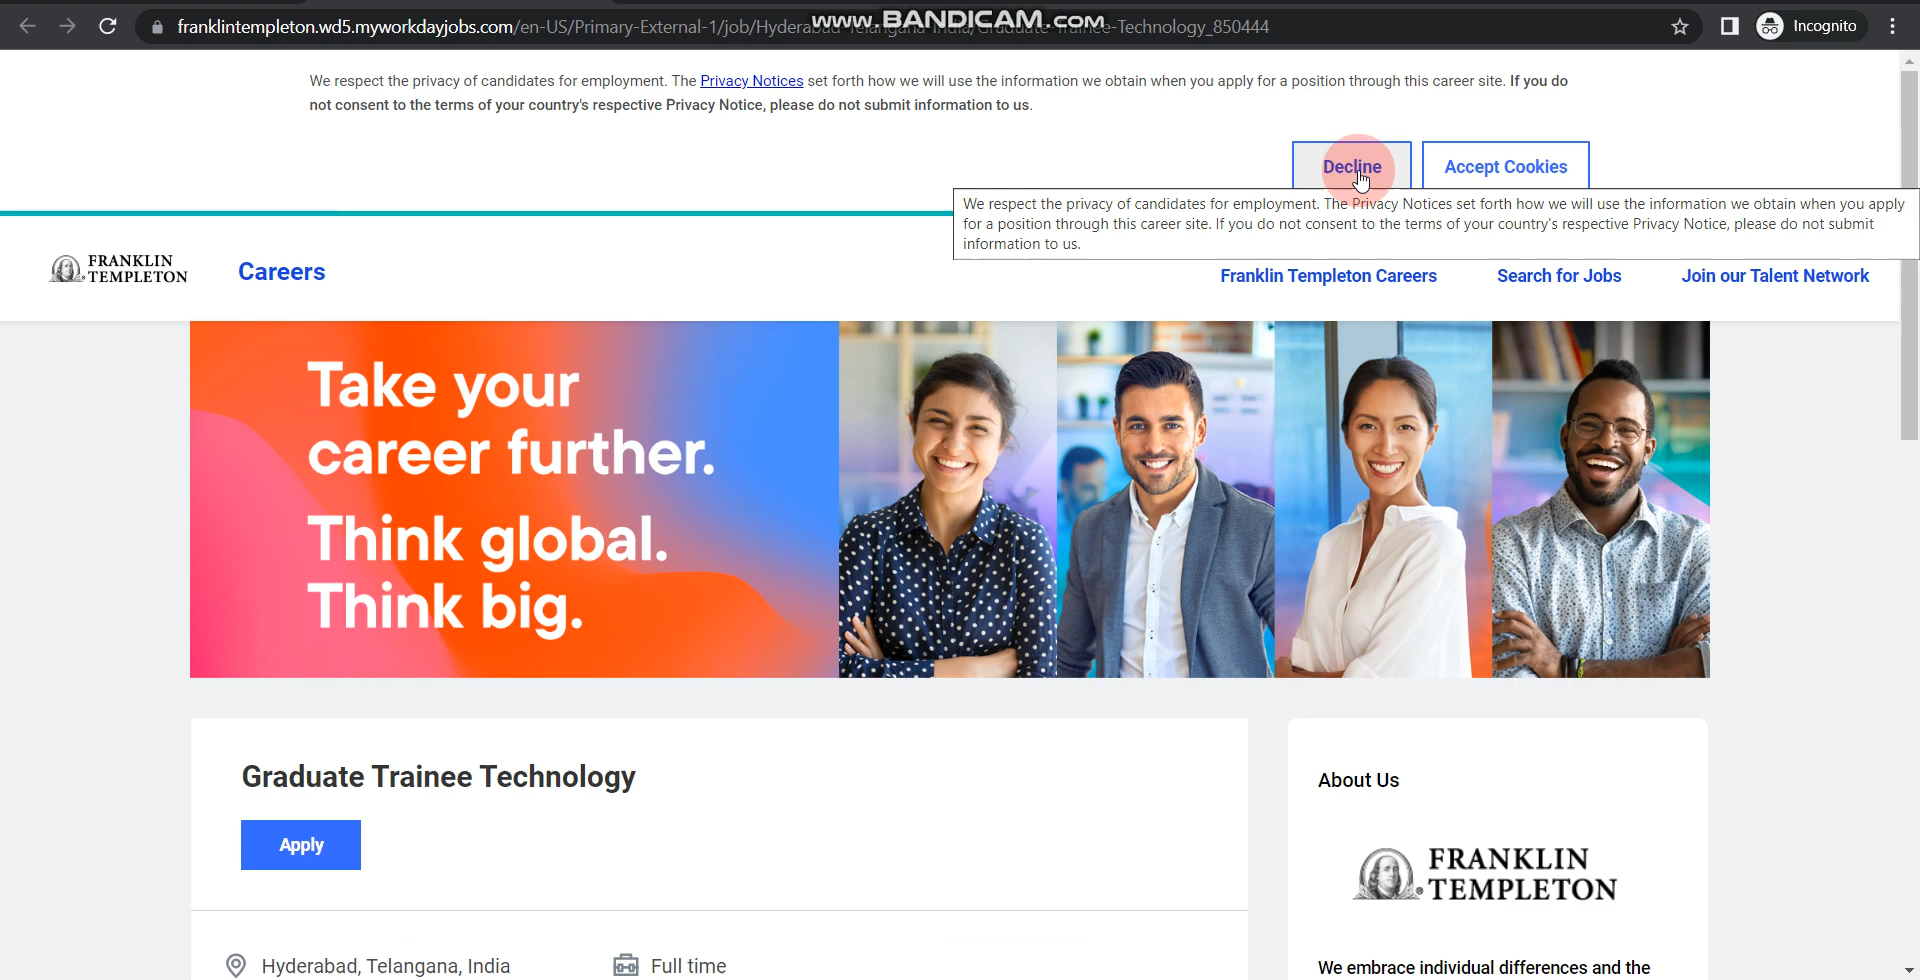 franklintempleton.wd5.myworkdayjobs.com/en-US/Primary-External-1/job/Hyderabad-Telangana-India/Graduate-Trainee-Technology_850444
www.BANDICAM.com
Incognito
We respect the privacy of candidates for employment. The Privacy Notices set forth how we will use the information we obtain when you apply for a position through this career site. If you do
not consent to the terms of your country's respective Privacy Notice, please do not submit information to us.
Decline
Accept Cookies
We respect the privacy of candidates for employment. The Privacy Notices set forth how we will use the information we obtain when you apply
for a position through this career site. If you do not consent to the terms of your country's respective Privacy Notice, please do not submit
information to us.
FRANKLIN
TEMPLETON
Careers
Franklin Templeton Careers
Search for Jobs
Join our Talent Network
Take your
career further.
Think global.
Think big.
Graduate Trainee Technology
Apply
Hyderabad, Telangana, India
Full time
About Us
FRANKLIN
TEMPLETON
We embrace individual differences and the